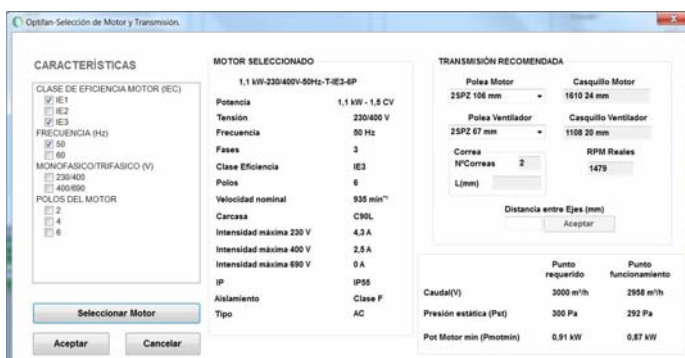 Optifan-Selección de Motor y Transmisión.
CARACTERÍSTICAS
CLASE DE EFICIENCIA MOTOR (IEC)
IE1
IE2
IE3
FRECUENCIA (Hz)
50
60
MONOFASICO/TRIFASICO (V)
230/400
400/690
POLOS DEL MOTOR
2
4
6
Seleccionar Motor
Aceptar Cancelar
MOTOR SELECCIONADO
1,1 kW-230/400V-50Hz-T-IE3-6P
Potencia 1,1 kW - 1,5 CV
Tensión 230/400 V
Frecuencia 50 Hz
Fases 3
Clase Eficiencia IE3
Polos 6
Velocidad nominal 935 min⁻¹
Carcasa C90L
Intensidad máxima 230 V 4,3 A
Intensidad máxima 400 V 2,5 A
Intensidad máxima 690 V 0 A
IP IP55
Aislamiento Clase F
Tipo AC
TRANSMISIÓN RECOMENDADA
Polea Motor Casquillo Motor
2SPZ 106 mm 1610 24 mm
Polea Ventilador Casquillo Ventilador
2SPZ 67 mm 1108 20 mm
Correa RPM Reales
NºCorreas 2 1479
L(mm)
Distancia entre Ejes (mm)
Aceptar
Punto requerido Punto funcionamiento
Caudal(V) 3000 m³/h 2958 m³/h
Presión estática (Pst) 300 Pa 292 Pa
Pot Motor min (Pmotmin) 0,91 kW 0,87 kW